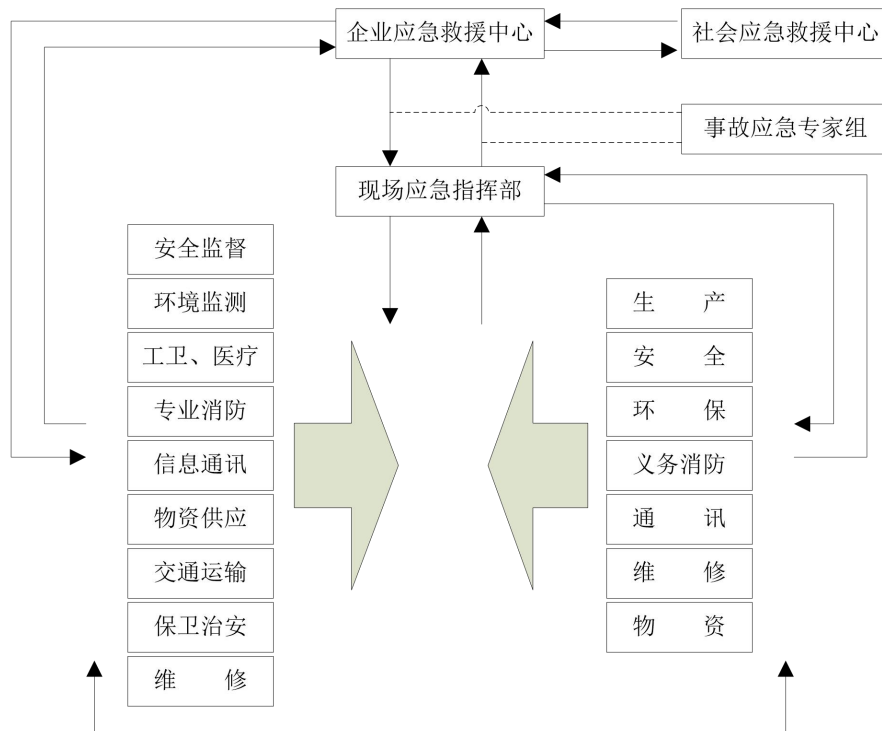 企业应急救援中心
社会应急救援中心
事故应急专家组
现场应急指挥部
安全监督
环境监测
工卫、医疗
专业消防
信息通讯
物资供应
交通运输
保卫治安
维 修
生 产
安 全
环 保
义务消防
通 讯
维 修
物 资